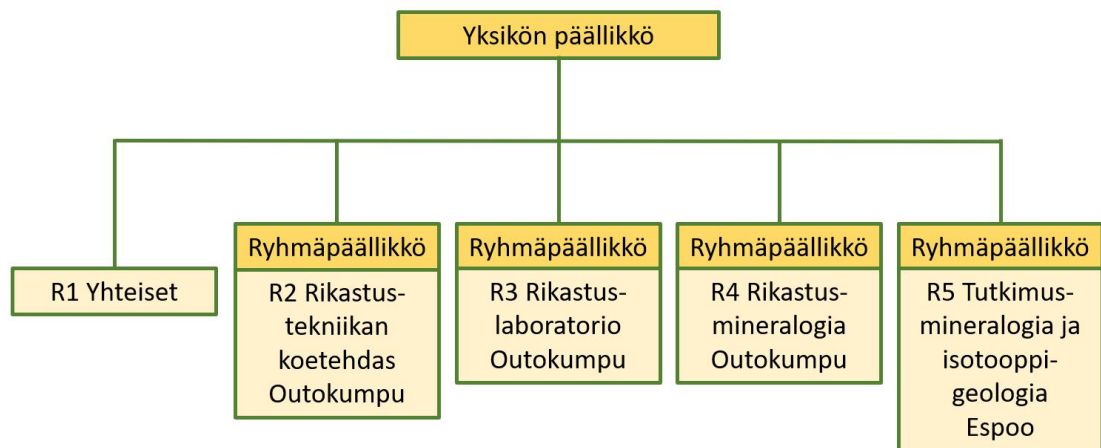 Yksikön päällikkö
R1 Yhteiset
Ryhmäpäällikkö
R2 Rikastus-
tekniikan
koetehdas
Outokumpu
Ryhmäpäällikkö
R3 Rikastus-
laboratorio
Outokumpu
Ryhmäpäällikkö
R4 Rikastus-
mineralogia
Outokumpu
Ryhmäpäällikkö
R5 Tutkimus-
mineralogia ja
isotooppi-
geologia
Espoo